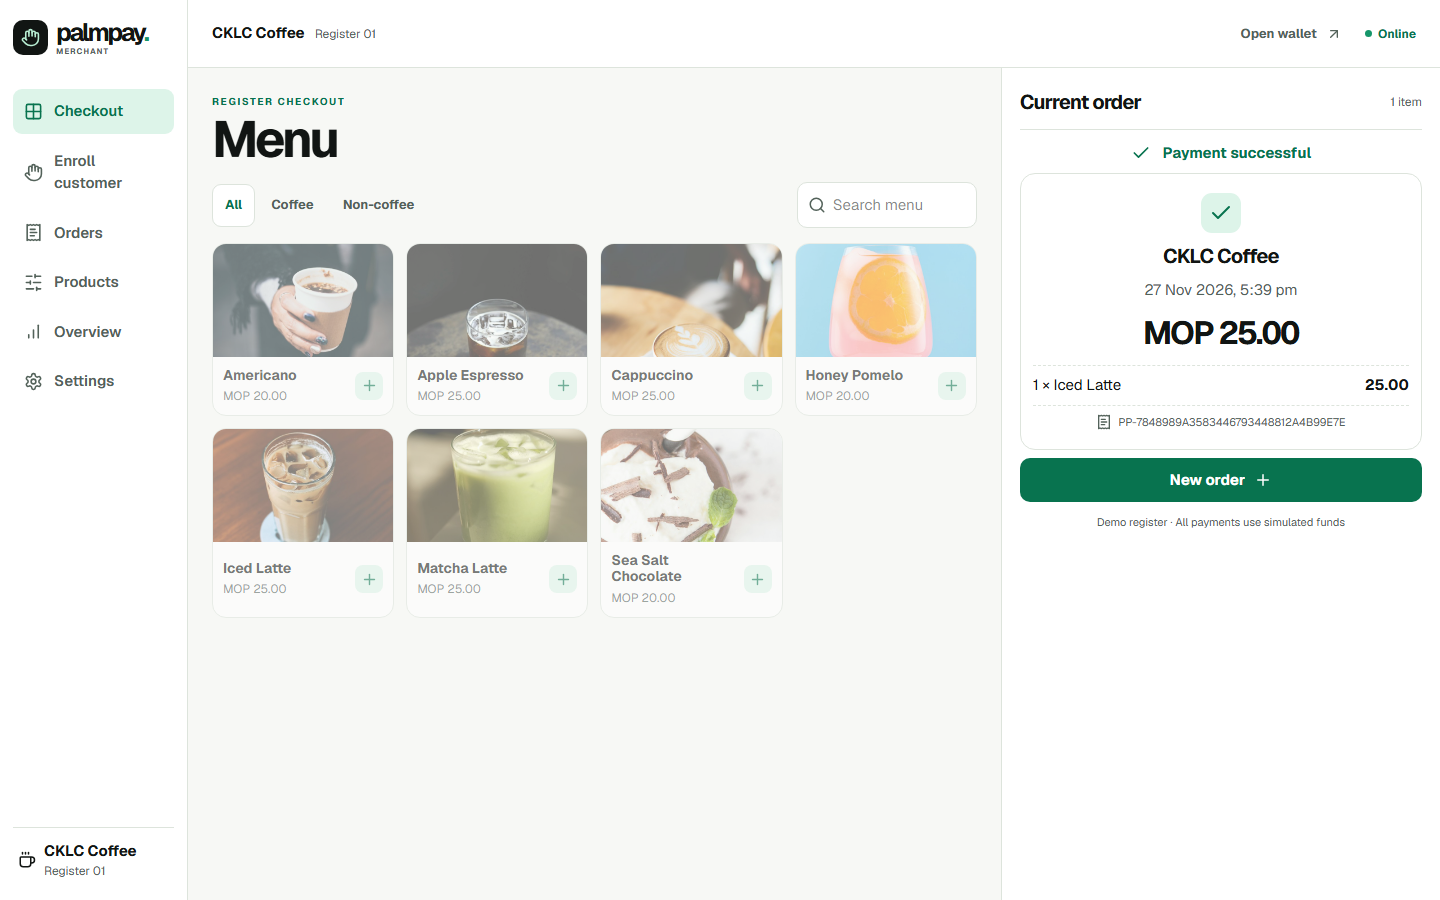 palmpay.
MERCHANT
Checkout
Enroll
customer
Orders
Products
Overview
Settings
CKLC Coffee
Register 01
CKLC Coffee Register 01
Open wallet
Online
REGISTER CHECKOUT
Menu
All
Coffee
Non-coffee
Search menu
Americano
MOP 20.00
Apple Espresso
MOP 25.00
Cappuccino
MOP 25.00
Honey Pomelo
MOP 20.00
Iced Latte
MOP 25.00
Matcha Latte
MOP 25.00
Sea Salt
Chocolate
MOP 20.00
Current order
1 item
Payment successful
CKLC Coffee
27 Nov 2026, 5:39 pm
MOP 25.00
1 × Iced Latte 25.00
PP-7848989A3583446793448812A4B99E7E
New order
Demo register · All payments use simulated funds